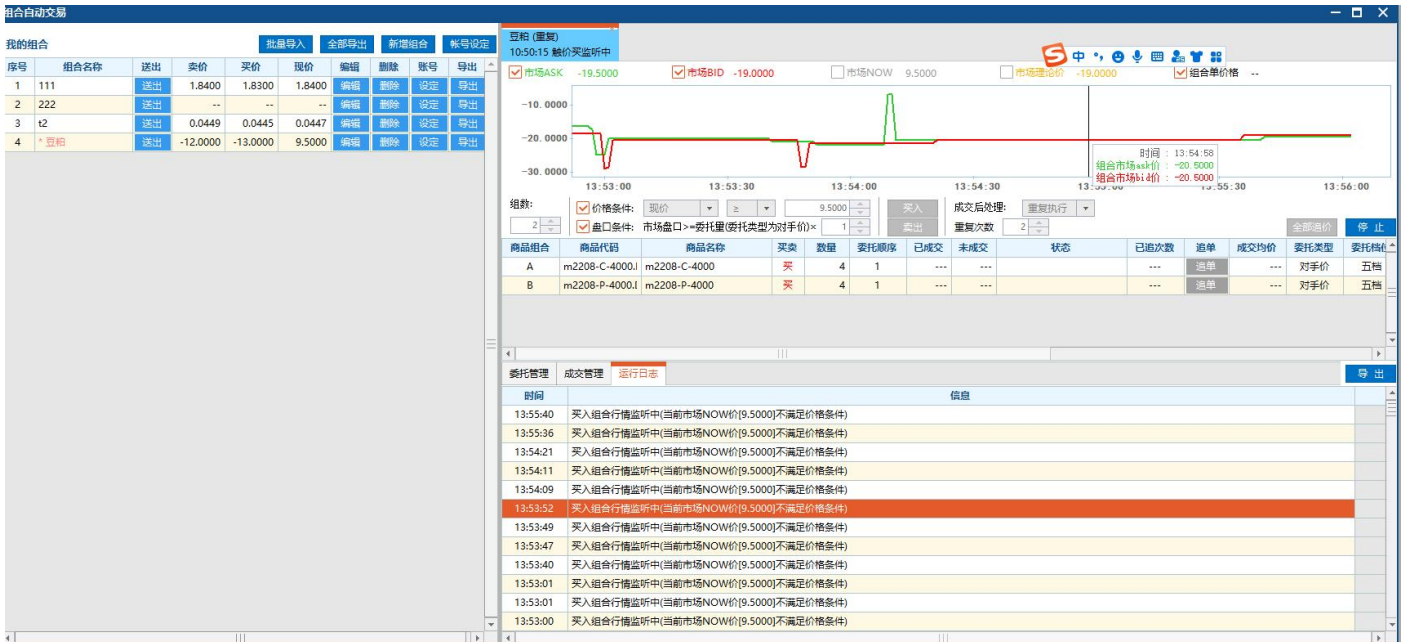 组合自动交易
我的组合 批量导入 全部导出 新增组合 帐号设定
序号 组合名称 送出 卖价 买价 现价 编辑 删除 账号 导出
1 111 送出 1.8400 1.8300 1.8400 编辑 删除 设定 导出
2 222 送出 -- -- -- 编辑 删除 设定 导出
3 t2 送出 0.0449 0.0445 0.0447 编辑 删除 设定 导出
4 * 豆粕 送出 -12.0000 -13.0000 9.5000 编辑 删除 设定 导出
豆粕 (重复)
10:50:15 触价买监听中
S 中
市场ASK -19.5000 市场BID -19.0000 市场NOW 9.5000 市场理论价 -19.0000 组合单价格 --
-10.0000
-20.0000
-30.0000
时间 : 13:54:58
组合市场ask价 : -20.5000
组合市场bid价 : -20.5000
13:53:00 13:53:30 13:54:00 13:54:30 13:55:00 13:55:30 13:56:00
组数: 价格条件: 现价 ≥ 9.5000 买入 成交后处理: 重复执行
2 盘口条件: 市场盘口>=委托量(委托类型为对手价)× 1 卖出 重复次数 2 全部追价 停 止
商品组合 商品代码 商品名称 买卖 数量 委托顺序 已成交 未成交 状态 已追次数 追单 成交均价 委托类型 委托档
A m2208-C-4000. m2208-C-4000 买 4 1 --- --- --- 追单 --- 对手价 五档
B m2208-P-4000. m2208-P-4000 买 4 1 --- --- --- 追单 --- 对手价 五档
委托管理 成交管理 运行日志 导 出
时间 信息
13:55:40 买入组合行情监听中(当前市场NOW价[9.5000]不满足价格条件)
13:55:36 买入组合行情监听中(当前市场NOW价[9.5000]不满足价格条件)
13:54:21 买入组合行情监听中(当前市场NOW价[9.5000]不满足价格条件)
13:54:11 买入组合行情监听中(当前市场NOW价[9.5000]不满足价格条件)
13:54:09 买入组合行情监听中(当前市场NOW价[9.5000]不满足价格条件)
13:53:52 买入组合行情监听中(当前市场NOW价[9.5000]不满足价格条件)
13:53:49 买入组合行情监听中(当前市场NOW价[9.5000]不满足价格条件)
13:53:47 买入组合行情监听中(当前市场NOW价[9.5000]不满足价格条件)
13:53:40 买入组合行情监听中(当前市场NOW价[9.5000]不满足价格条件)
13:53:01 买入组合行情监听中(当前市场NOW价[9.5000]不满足价格条件)
13:53:01 买入组合行情监听中(当前市场NOW价[9.5000]不满足价格条件)
13:53:00 买入组合行情监听中(当前市场NOW价[9.5000]不满足价格条件)